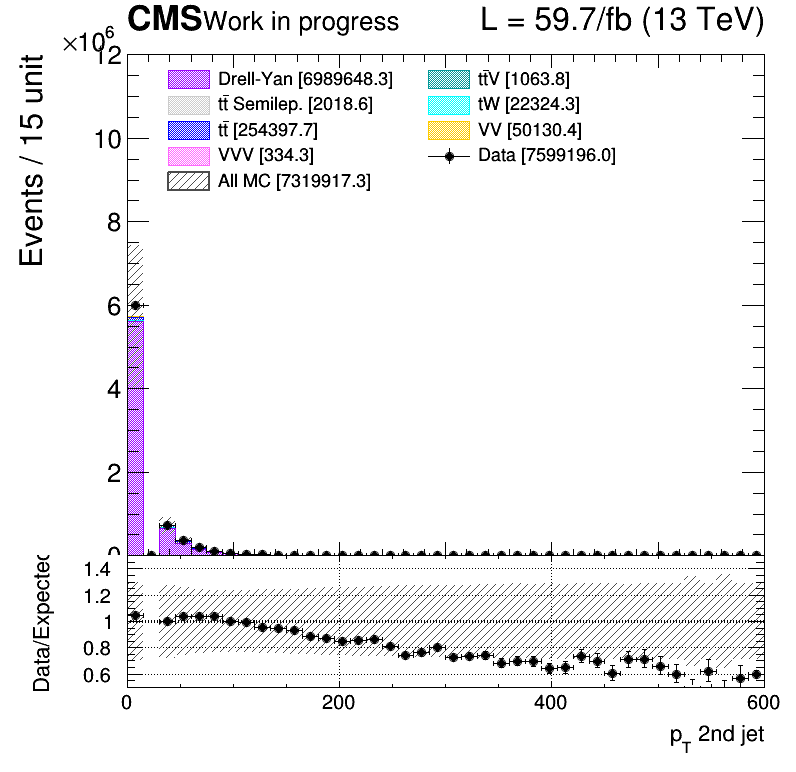 CMS Work in progress L = 59.7/fb (13 TeV)
×10⁶
Events / 15 unit
12
10
8
6
4
2
0
Drell-Yan [6989648.3]
tt̄ Semilep. [2018.6]
tt̄ [254397.7]
VVV [334.3]
All MC [7319917.3]
tt̄V [1063.8]
tW [22324.3]
VV [50130.4]
Data [7599196.0]
Data/Expected
1.4
1.2
1
0.8
0.6
0 200 400 600
p_T 2nd jet